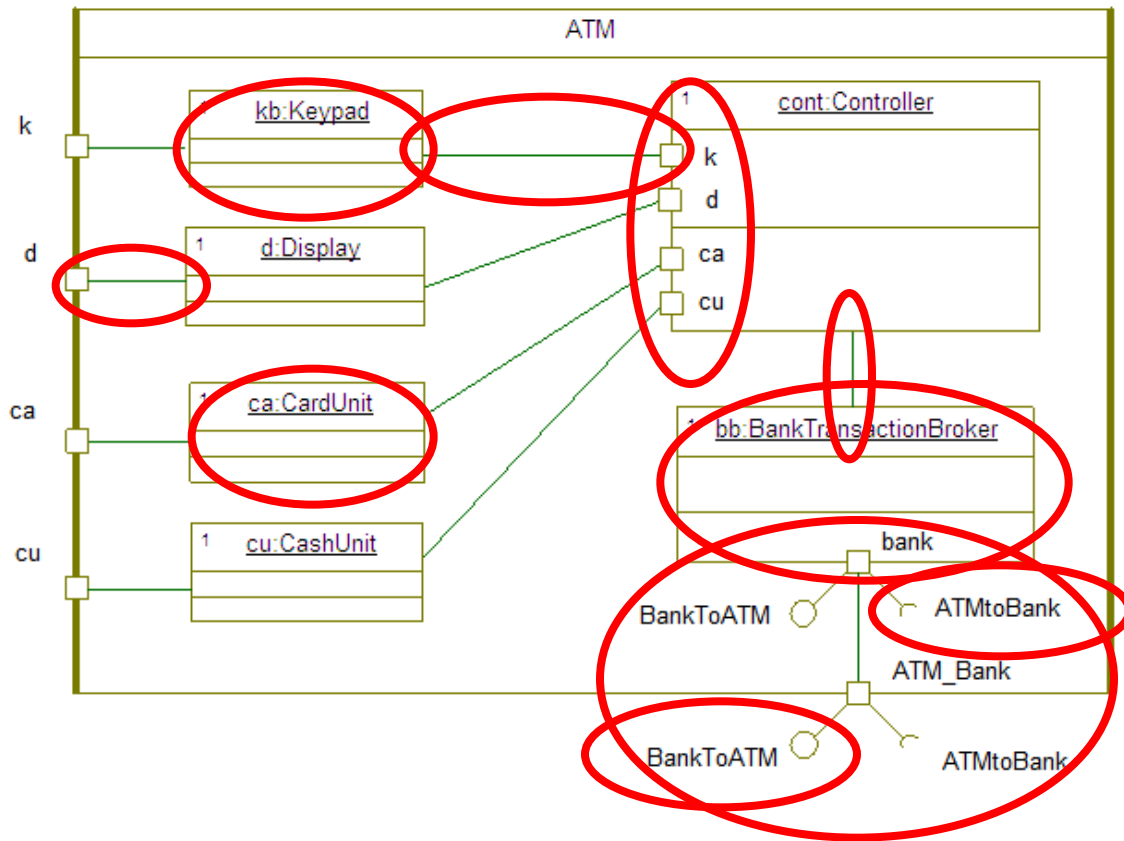 ATM
k
1
kb:Keypad
1
cont:Controller
k
d
ca
cu
d
1
d:Display
ca
1
ca:CardUnit
1
bb:BankTransactionBroker
cu
1
cu:CashUnit
bank
BankToATM
ATMtoBank
ATM_Bank
BankToATM
ATMtoBank